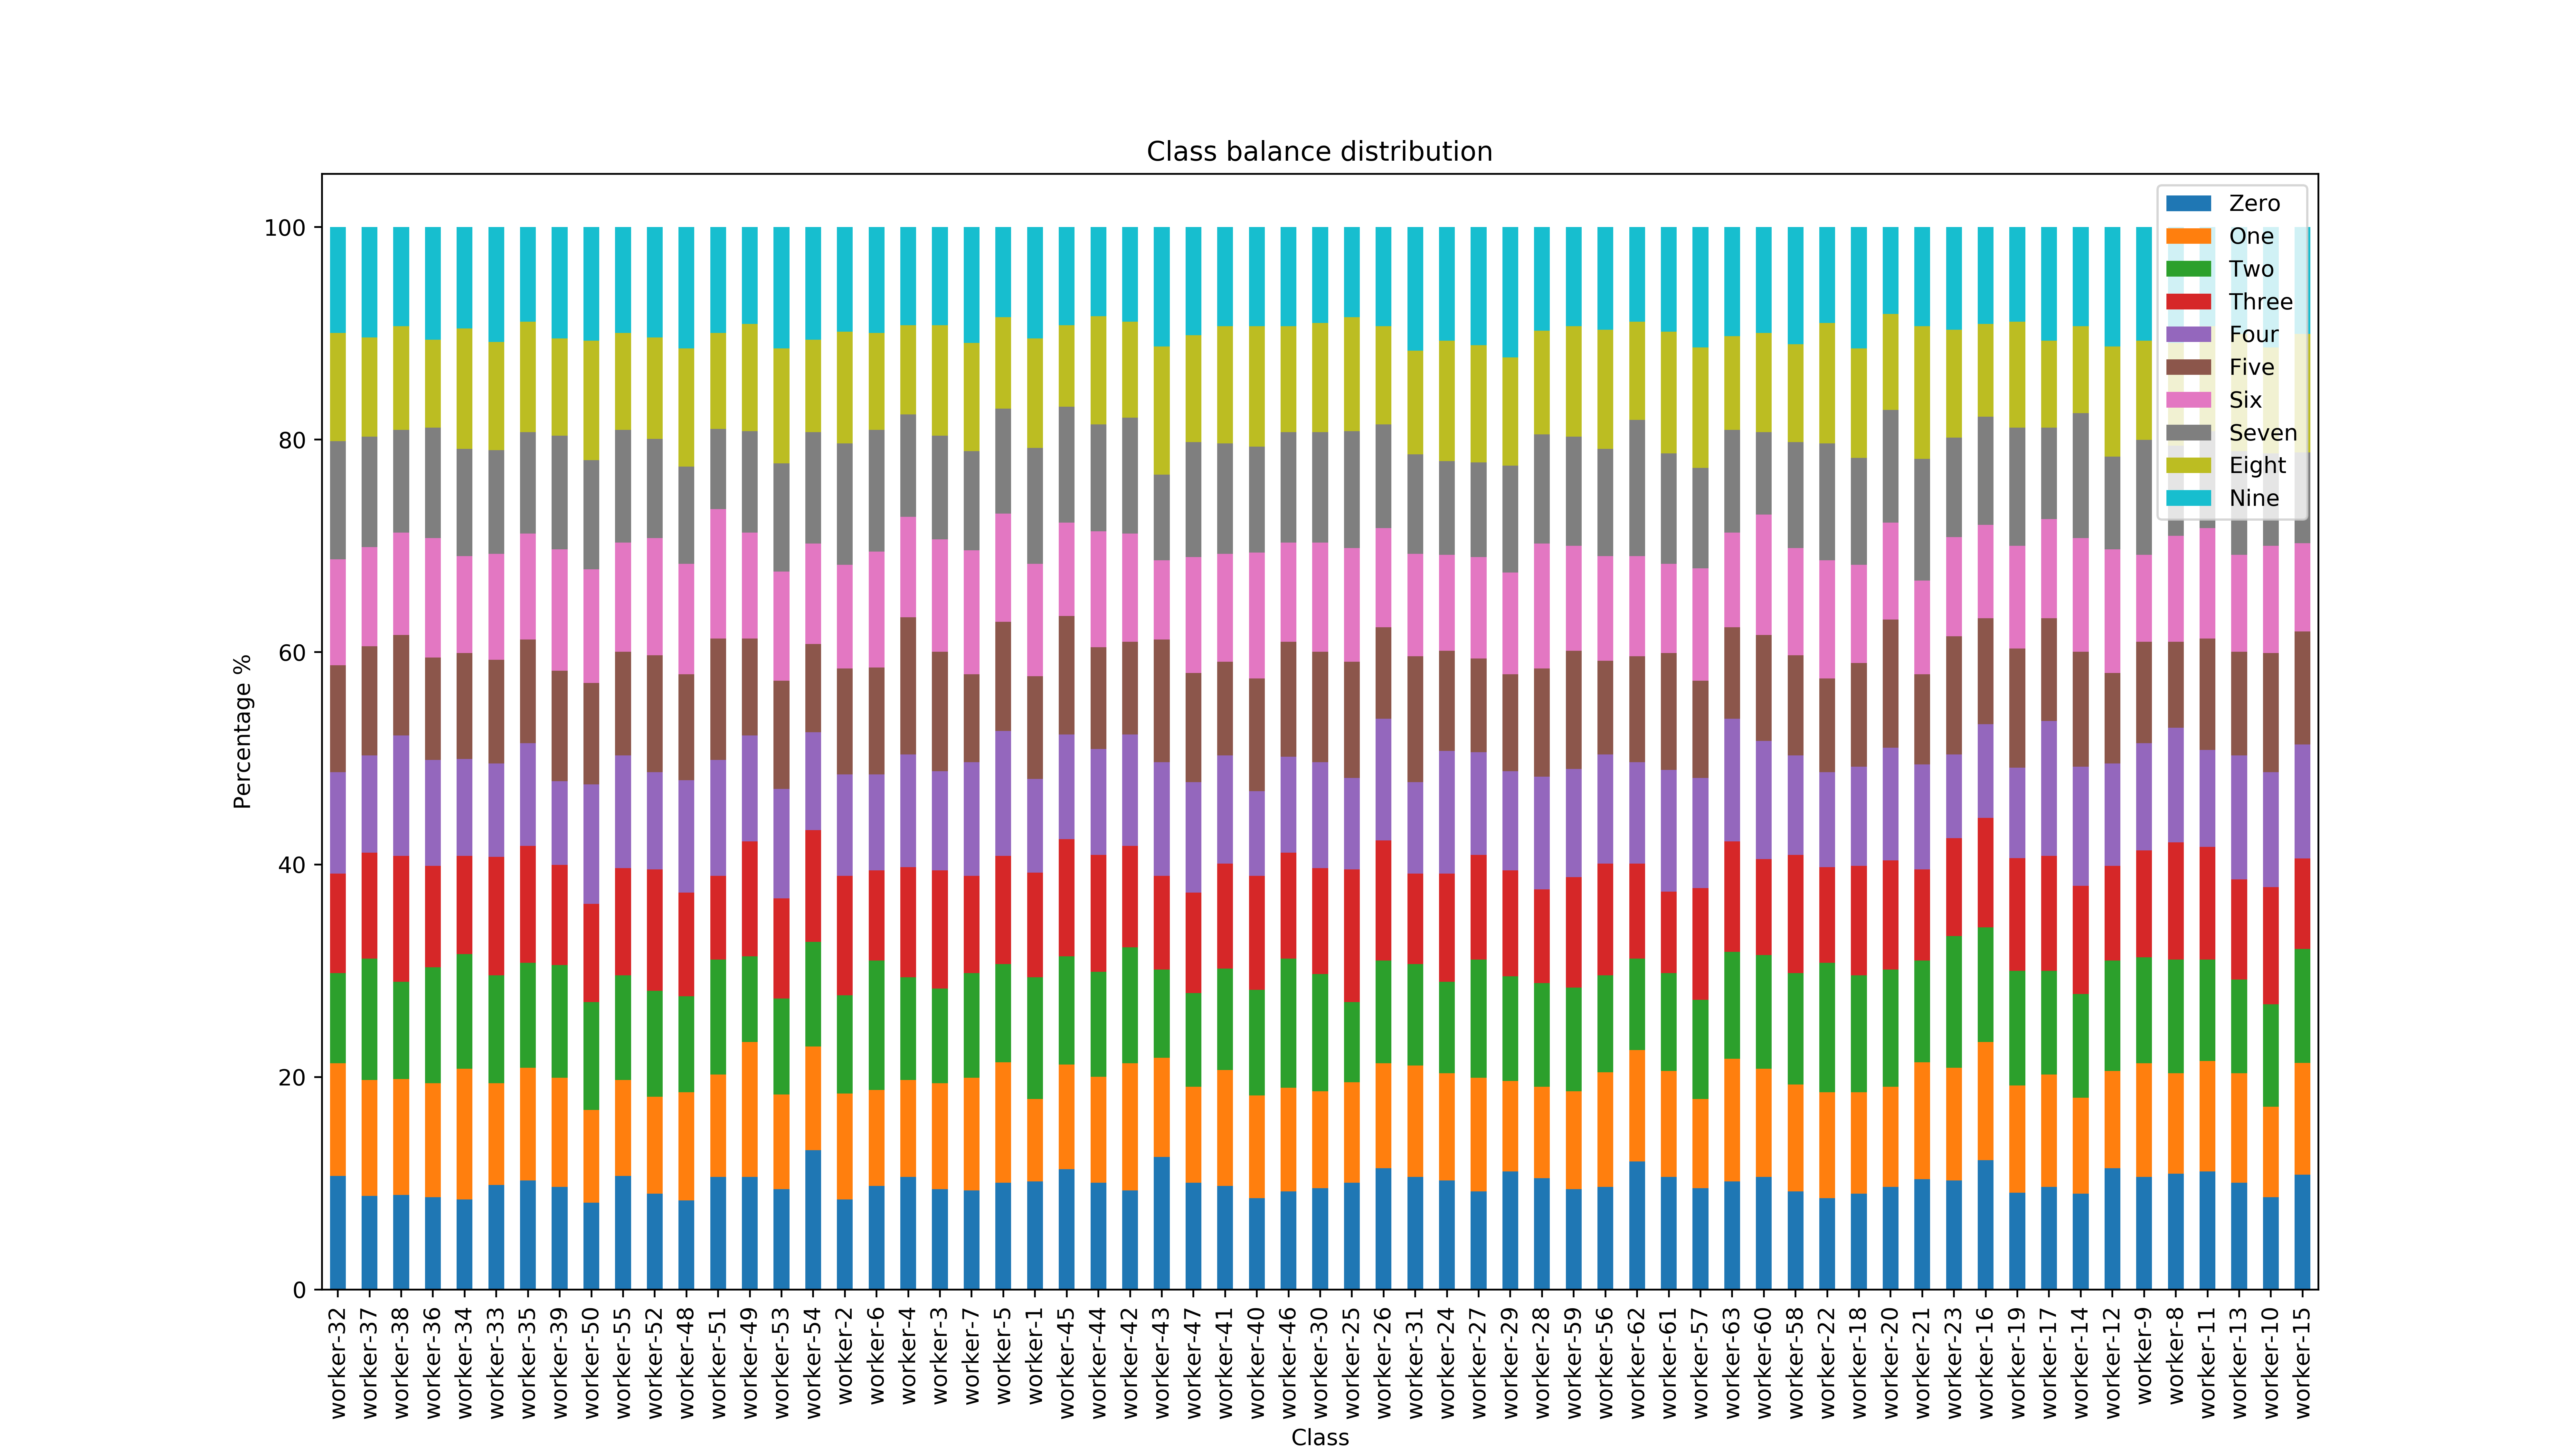 Class balance distribution
Percentage %
100
80
60
40
20
0
Zero
One
Two
Three
Four
Five
Six
Seven
Eight
Nine
worker-32
worker-37
worker-38
worker-36
worker-34
worker-33
worker-35
worker-39
worker-50
worker-55
worker-52
worker-48
worker-51
worker-49
worker-53
worker-54
worker-2
worker-6
worker-4
worker-3
worker-7
worker-5
worker-1
worker-45
worker-44
worker-42
worker-43
worker-47
worker-41
worker-40
worker-46
worker-30
worker-25
worker-26
worker-31
worker-24
worker-27
worker-29
worker-28
worker-59
worker-56
worker-62
worker-61
worker-57
worker-63
worker-60
worker-58
worker-22
worker-18
worker-20
worker-21
worker-23
worker-16
worker-19
worker-17
worker-14
worker-12
worker-9
worker-8
worker-11
worker-13
worker-10
worker-15
Class